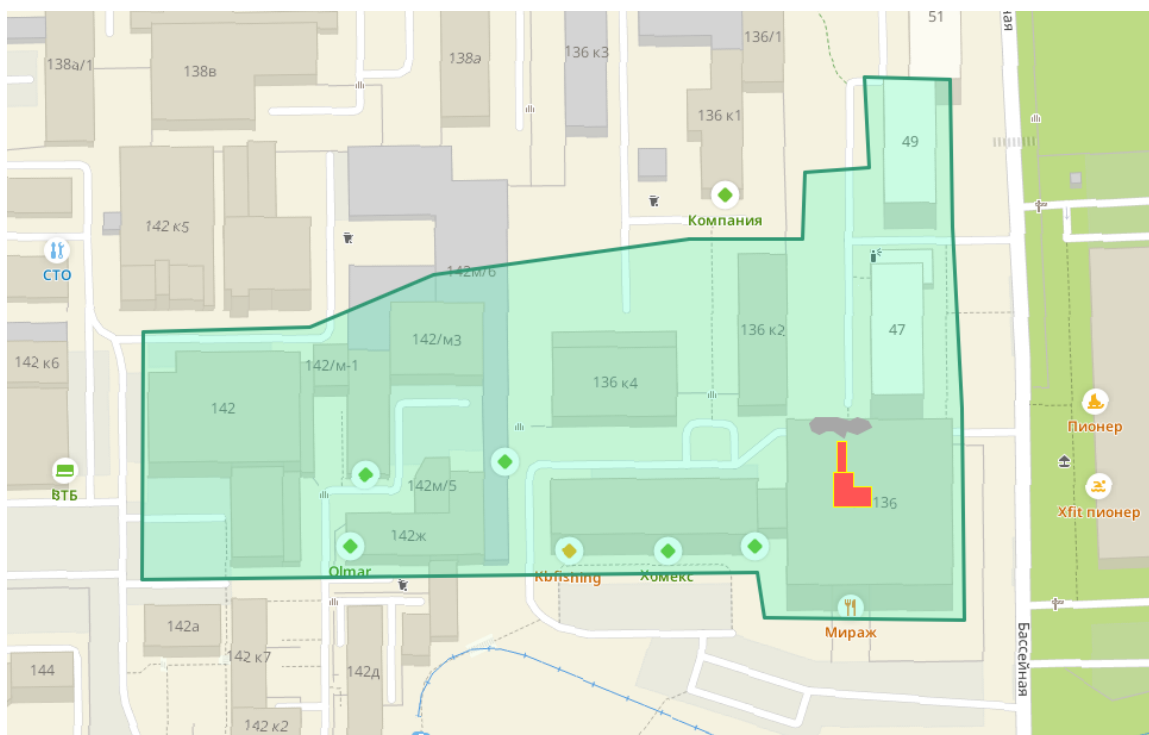 51
ная
138а/1
138в
138а
136 к3
136/1
136 к1
49
Компания
142 к5
СТО
142м/6
142/м3
136 к2
47
142/м-1
142 к6
136 к4
142
Пионер
ВТБ
142м/5
136
Xfit пионер
142ж
Olmar
Kbfishing
Хомекс
142а
Мираж
Бассейная
142 к7
144
142д
142 к2